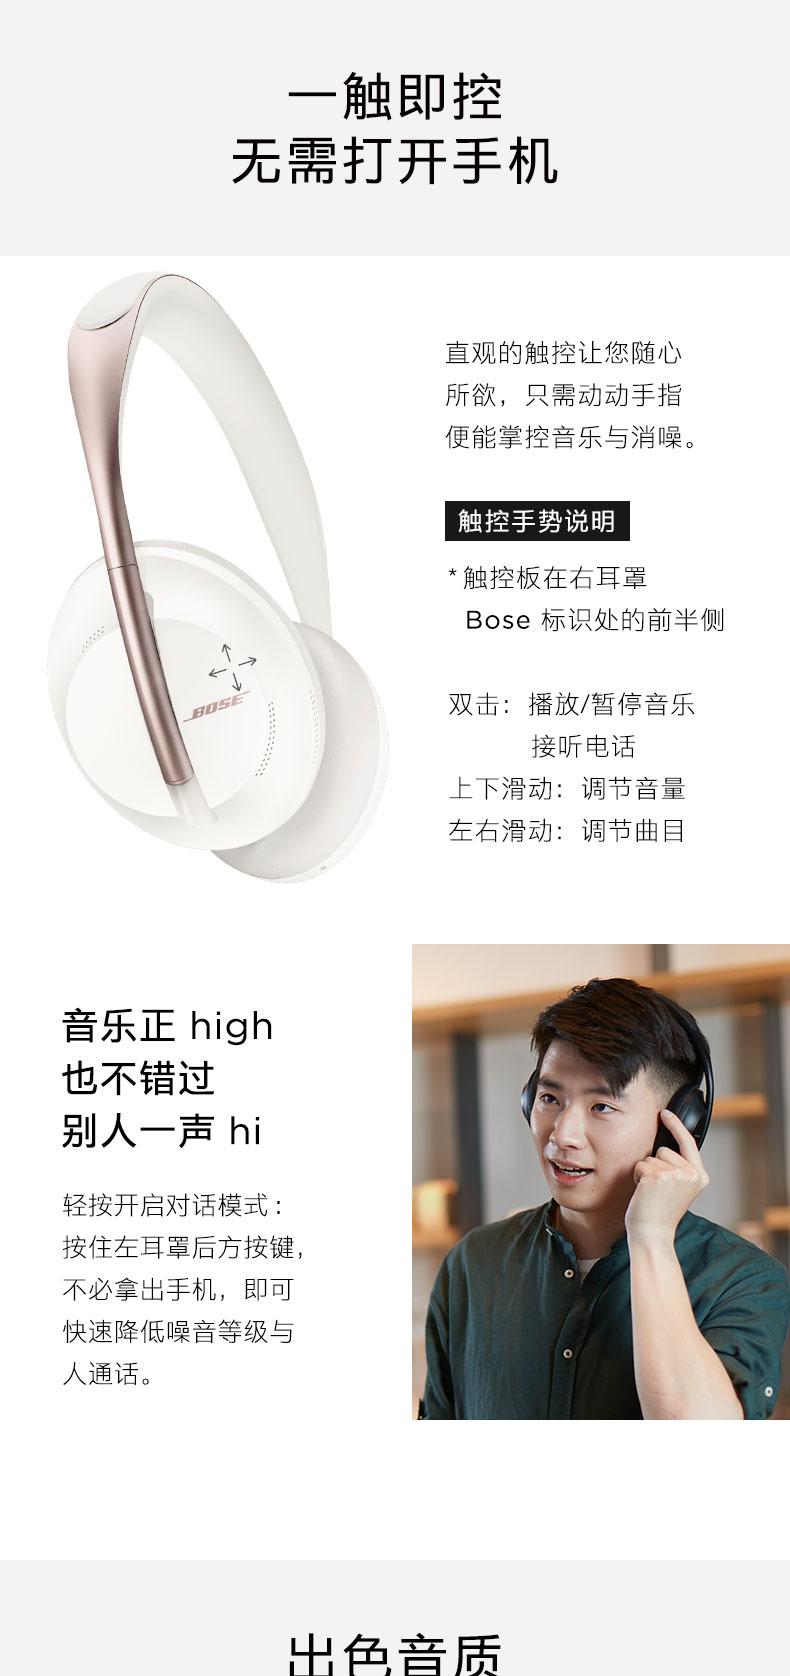 一触即控
无需打开手机
直观的触控让您随心
所欲，只需动动手指
便能掌控音乐与消噪。
触控手势说明
*触控板在右耳罩
Bose 标识处的前半侧
双击：播放/暂停音乐
接听电话
上下滑动：调节音量
左右滑动：调节曲目
BOSE
音乐正 high
也不错过
别人一声 hi
轻按开启对话模式：
按住左耳罩后方按键，
不必拿出手机，即可
快速降低噪音等级与
人通话。
出色音质